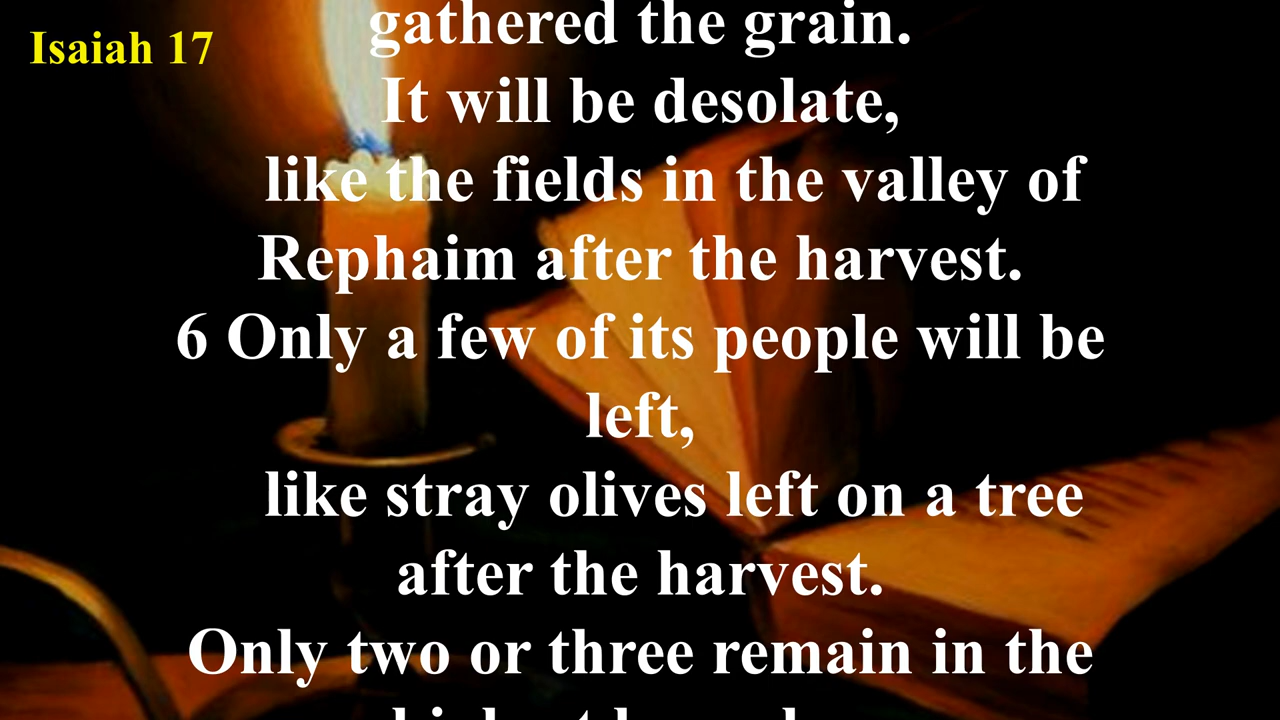 Isaiah 17
gathered the grain.
It will be desolate,
like the fields in the valley of
Rephaim after the harvest.
6 Only a few of its people will be
left,
like stray olives left on a tree
after the harvest.
Only two or three remain in the